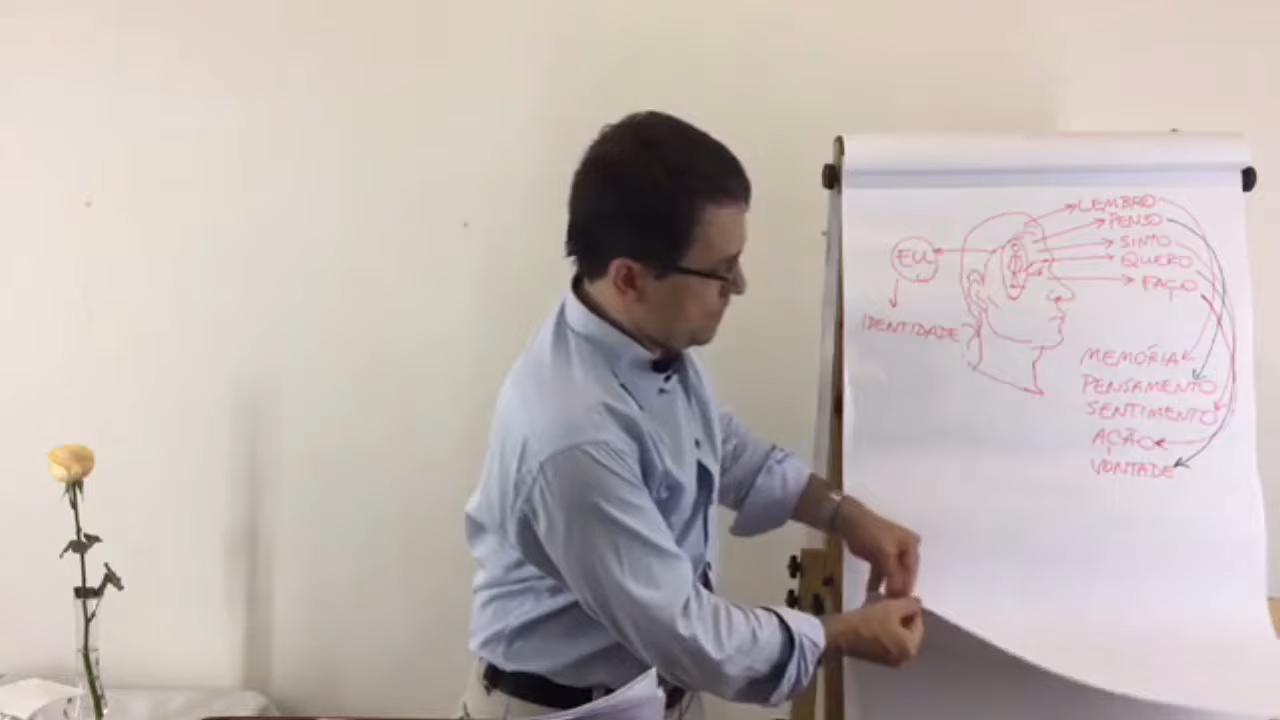 LEMBRO
PENSO
SINTO
QUERO
FAÇO
EU
IDENTIDADE
MEMÓRIA
PENSAMENTO
SENTIMENTO
AÇÃO
VONTADE